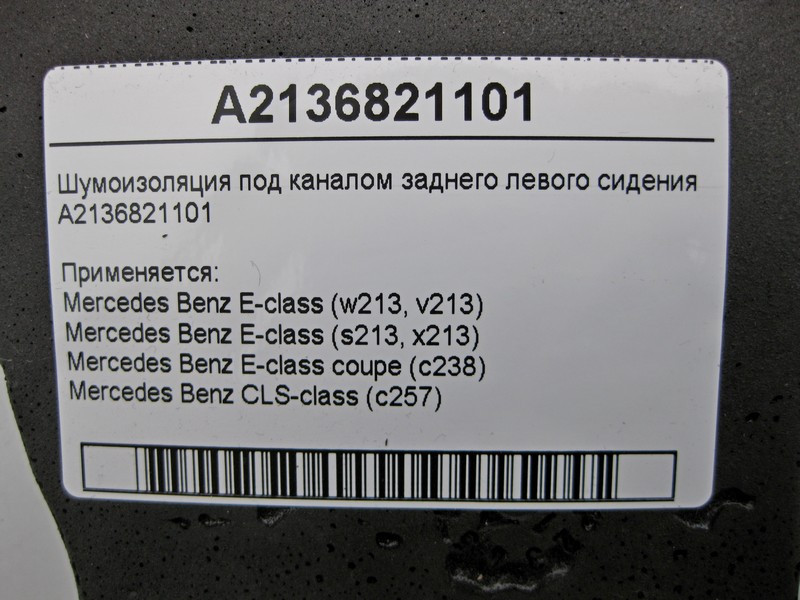 A2136821101
Шумоизоляция под каналом заднего левого сидения
A2136821101
Применяется:
Mercedes Benz E-class (w213, v213)
Mercedes Benz E-class (s213, x213)
Mercedes Benz E-class coupe (c238)
Mercedes Benz CLS-class (c257)